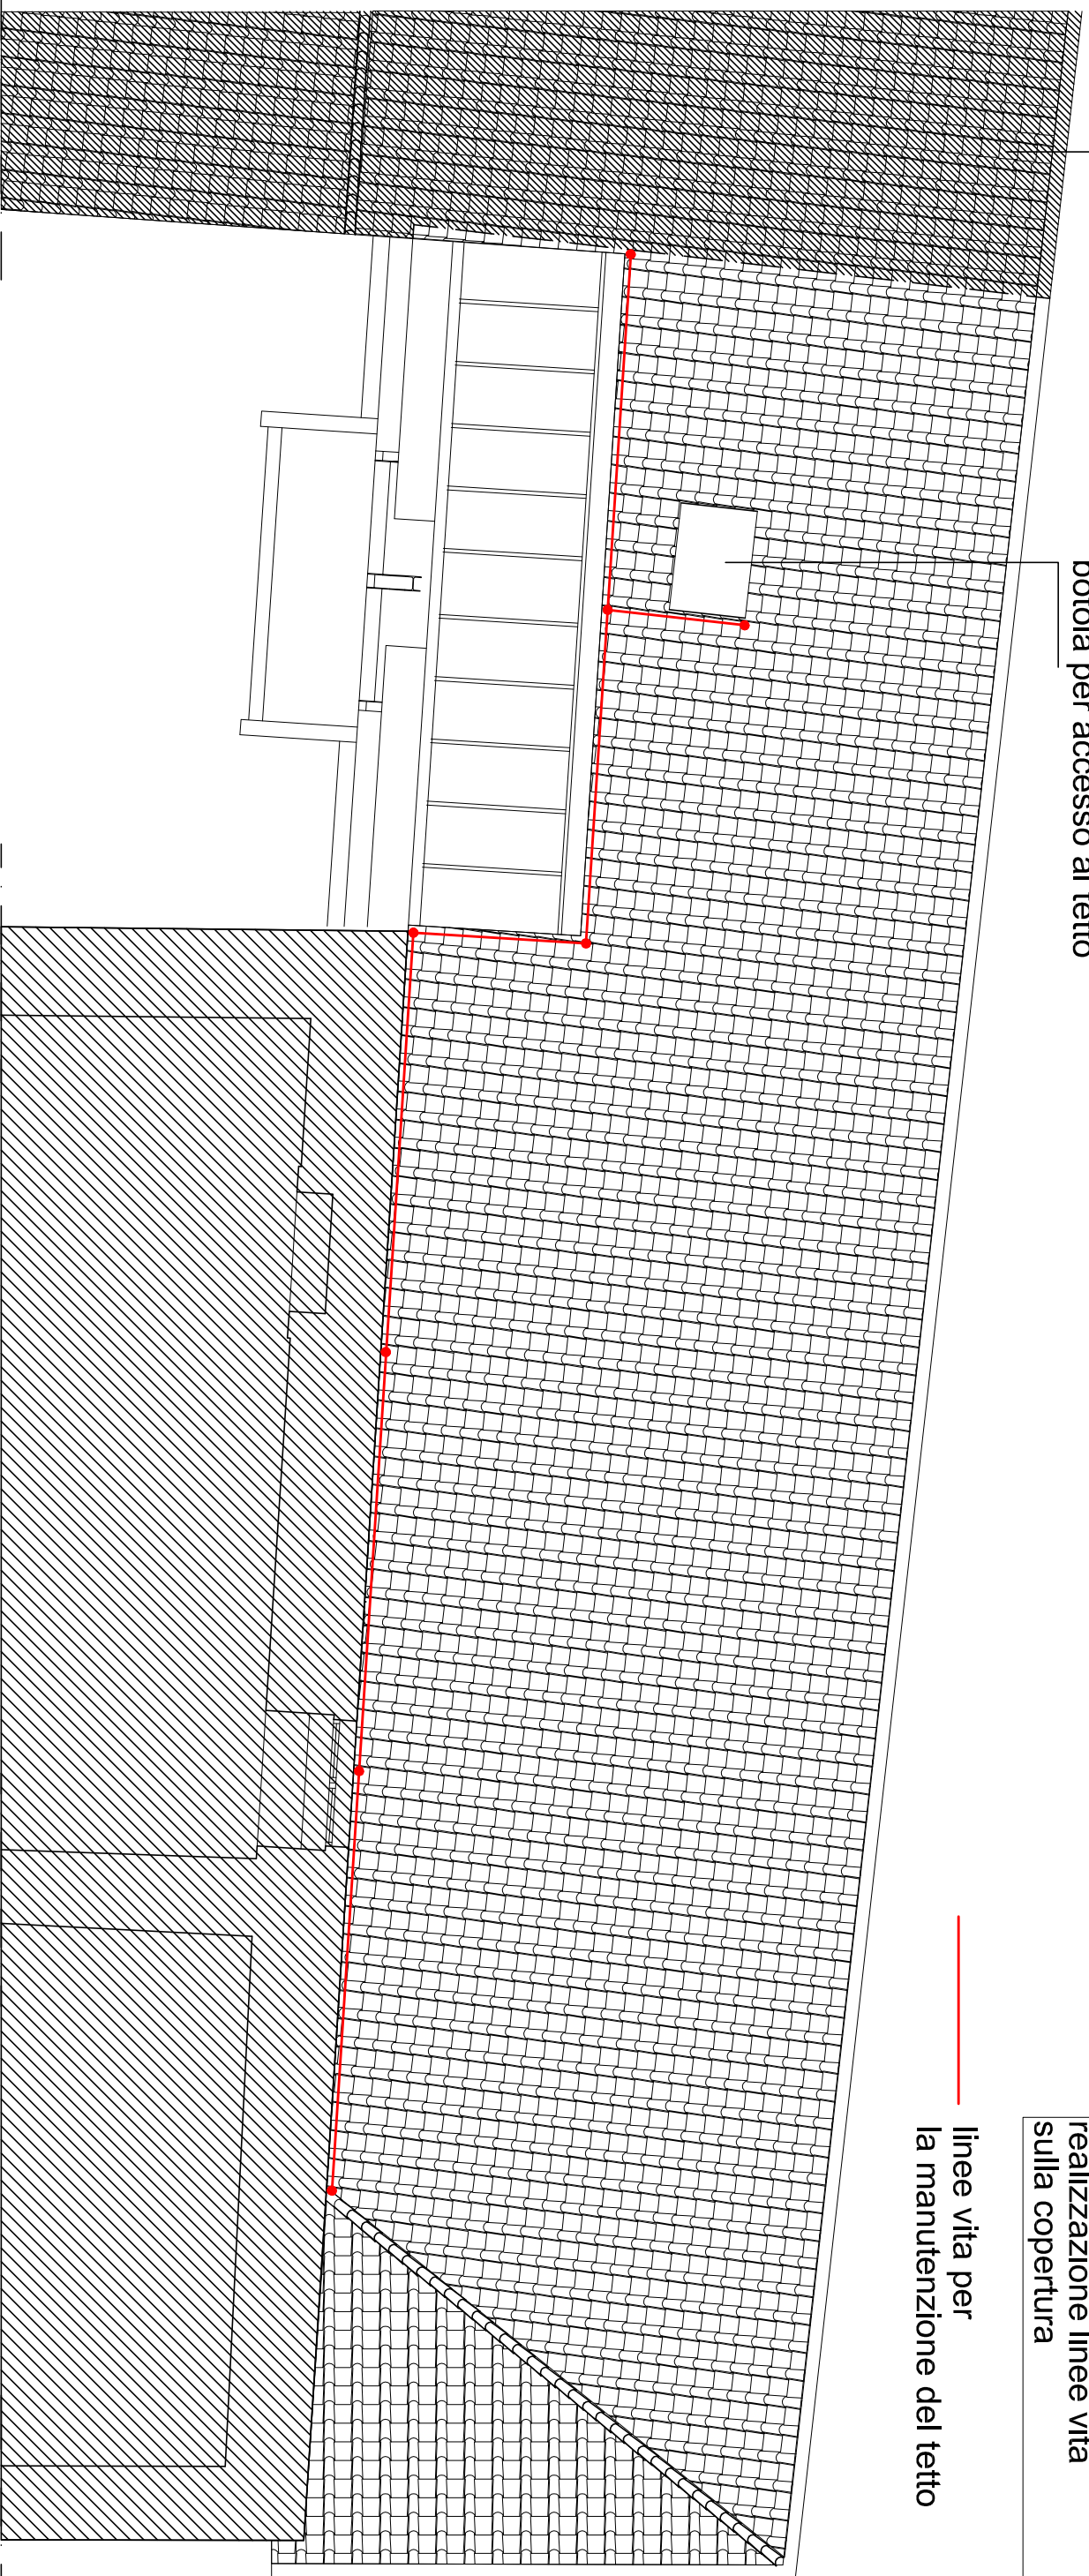 botola per accesso al tetto
realizzazione linee vita
sulla copertura
linee vita per
la manutenzione del tetto